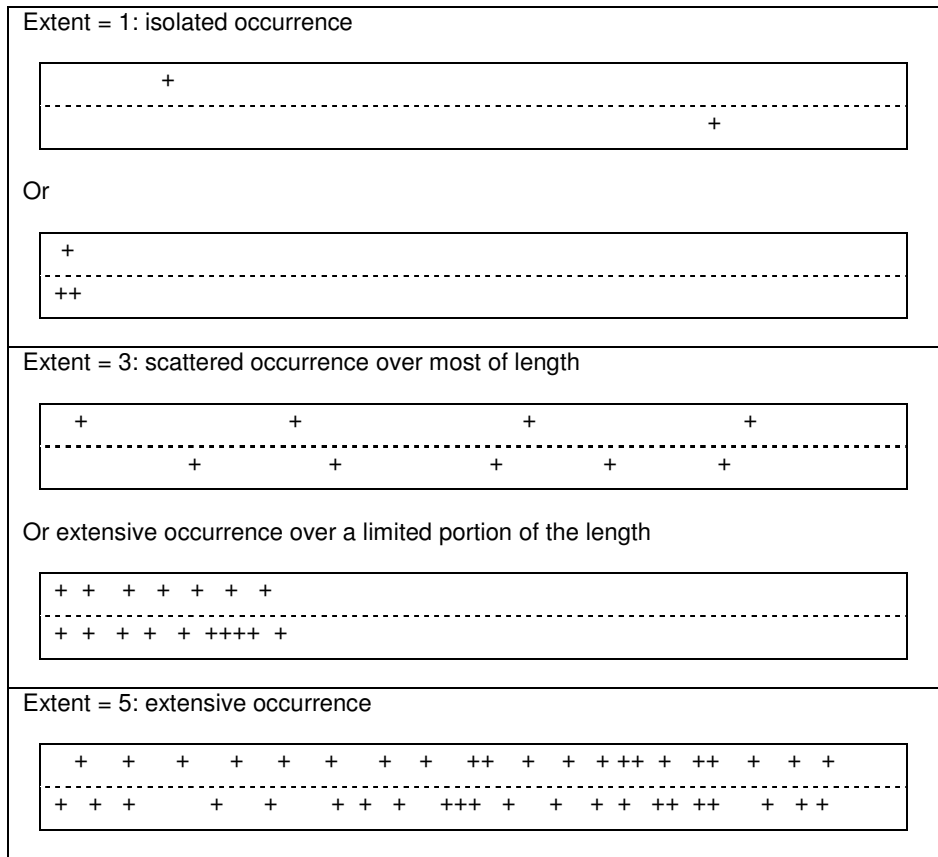 Extent = 1: isolated occurrence
+
+
Or
+
++
Extent = 3: scattered occurrence over most of length
+ + + +
+ + + + + +
Or extensive occurrence over a limited portion of the length
+ + + + + + +
+ + + + + ++++ +
Extent = 5: extensive occurrence
+ + + + + + + + ++ + + + ++ + ++ + + +
+ + + + + + + + +++ + + + + ++ ++ + + +